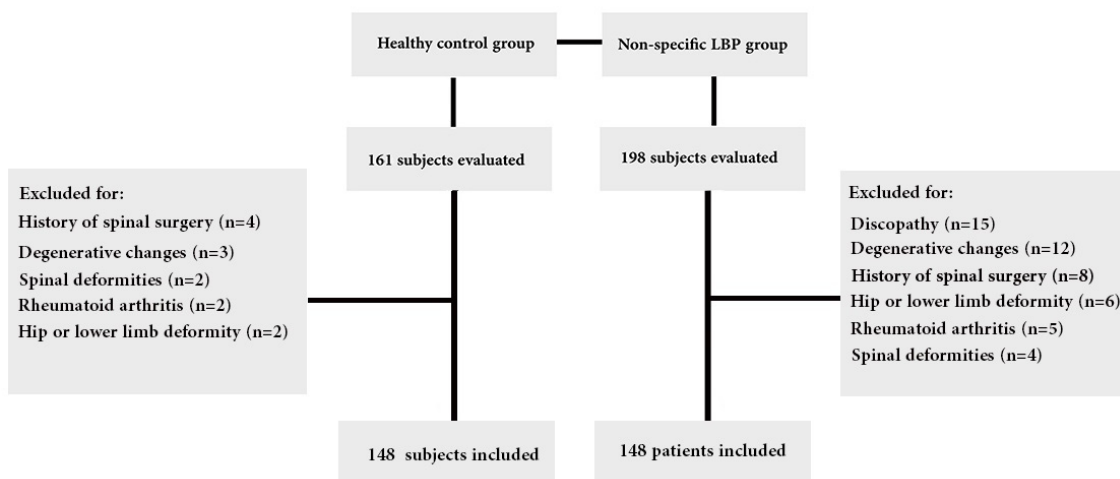 Healthy control group
Non-specific LBP group
161 subjects evaluated
198 subjects evaluated
Excluded for:
History of spinal surgery (n=4)
Degenerative changes (n=3)
Spinal deformities (n=2)
Rheumatoid arthritis (n=2)
Hip or lower limb deformity (n=2)
Excluded for:
Discopathy (n=15)
Degenerative changes (n=12)
History of spinal surgery (n=8)
Hip or lower limb deformity (n=6)
Rheumatoid arthritis (n=5)
Spinal deformities (n=4)
148 subjects included
148 patients included